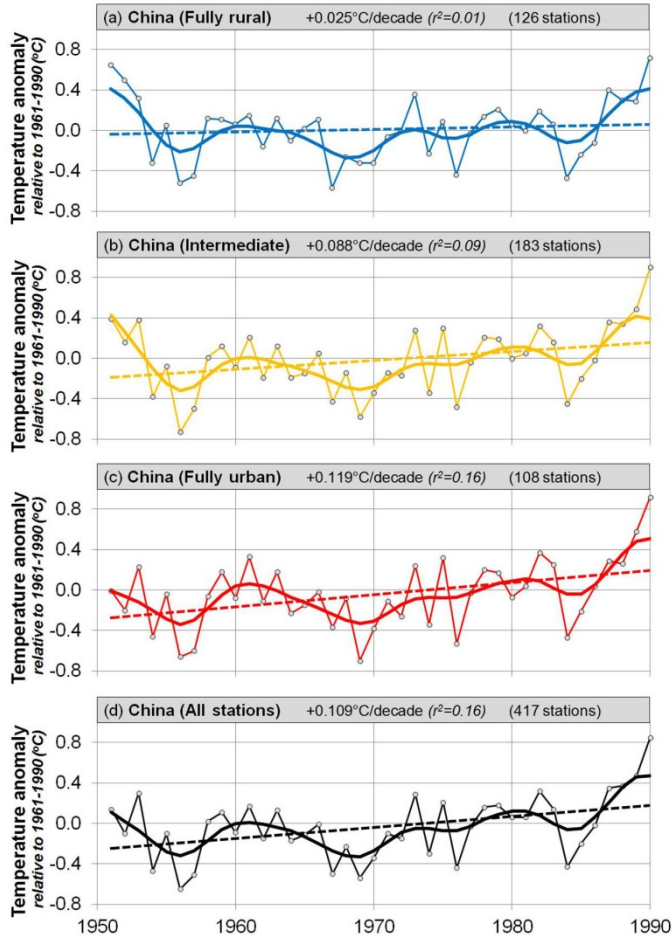 (a) China (Fully rural) +0.025°C/decade (r²=0.01) (126 stations)
Temperature anomaly
relative to 1961-1990(ºC)
0.8
0.4
0.0
-0.4
-0.8
(b) China (Intermediate) +0.088°C/decade (r²=0.09) (183 stations)
Temperature anomaly
relative to 1961-1990(ºC)
0.8
0.4
0.0
-0.4
-0.8
(c) China (Fully urban) +0.119°C/decade (r²=0.16) (108 stations)
Temperature anomaly
relative to 1961-1990(ºC)
0.8
0.4
0.0
-0.4
-0.8
(d) China (All stations) +0.109°C/decade (r²=0.16) (417 stations)
Temperature anomaly
relative to 1961-1990(ºC)
0.8
0.4
0.0
-0.4
-0.8
1950 1960 1970 1980 1990